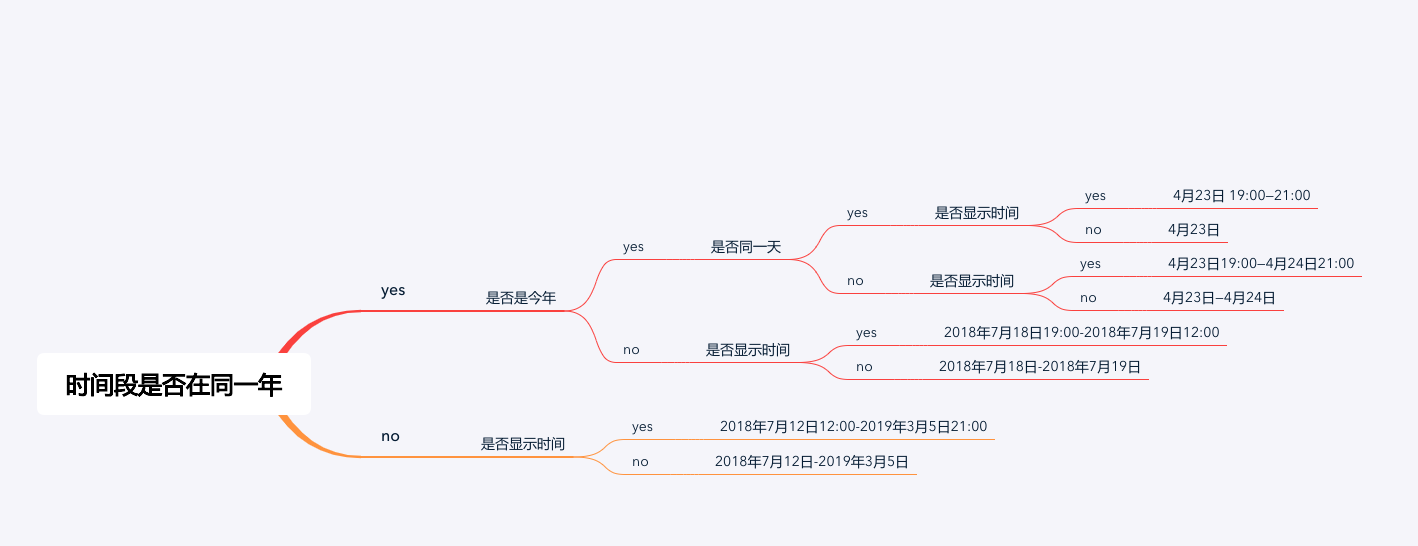 时间段是否在同一年
yes
是否是今年
yes
是否同一天
yes
是否显示时间
yes
4月23日 19:00–21:00
no
4月23日
no
是否显示时间
yes
4月23日19:00–4月24日21:00
no
4月23日–4月24日
no
是否显示时间
yes
2018年7月18日19:00-2018年7月19日12:00
no
2018年7月18日-2018年7月19日
no
是否显示时间
yes
2018年7月12日12:00-2019年3月5日21:00
no
2018年7月12日-2019年3月5日